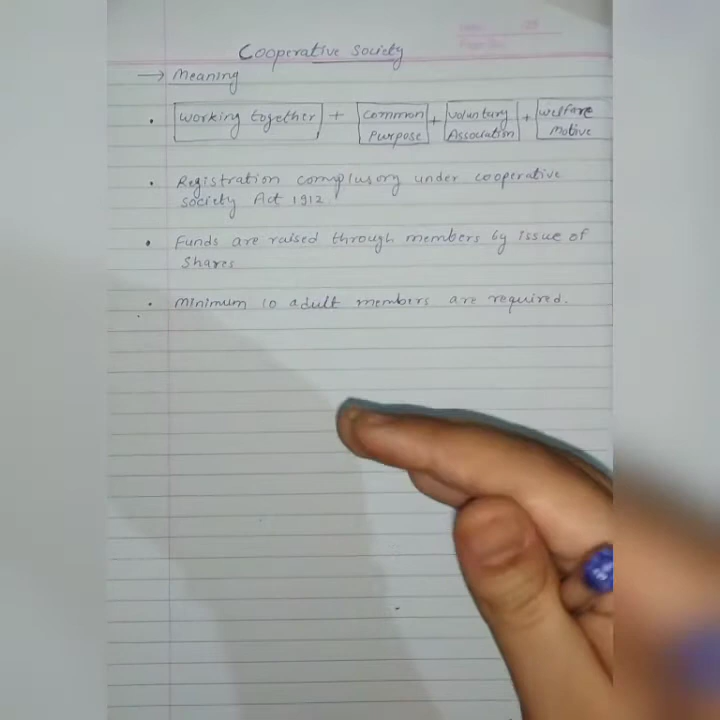 Cooperative society
→ Meaning
• Working together + Common Purpose + Voluntary Association + Welfare Motive
• Registration complusory under cooperative
society Act 1912.
• Funds are raised through members by issue of
Shares
• Minimum 10 adult members are required.